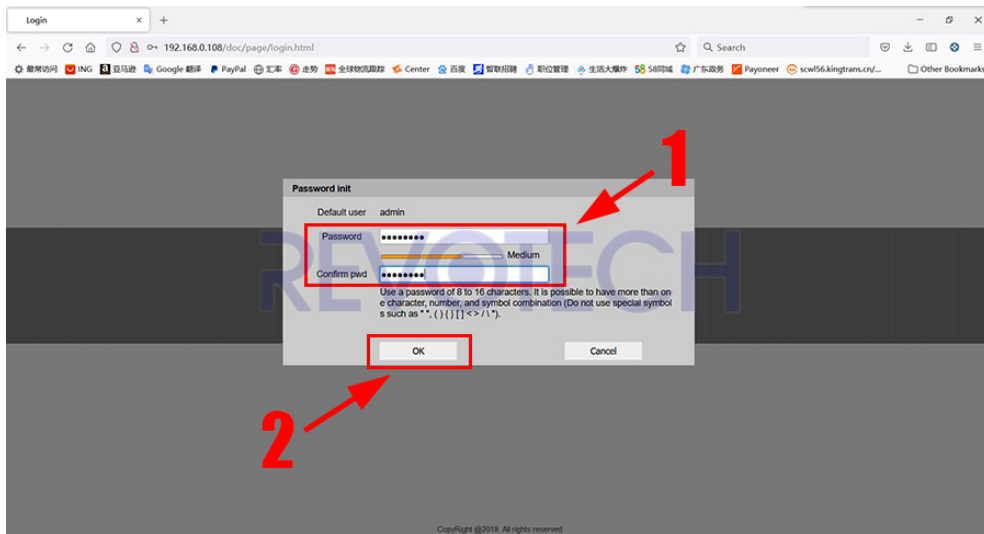 Login
192.168.0.108/doc/page/login.html
Search
最常访问 ING 亚马逊 Google 翻译 PayPal 汇率 走势 全球物流跟踪 Center 百度 智联招聘 职位管理 生活大爆炸 58同城 广东政务 Payoneer scwl56.kingtrans.cn/... Other Bookmarks
1
Password init
Default user admin
Password ●●●●●●●●
Medium
REVOTECH
Confirm pwd ●●●●●●●●
Use a password of 8 to 16 characters. It is possible to have more than on
e character, number, and symbol combination (Do not use special symbol
s such as " ", ( ) { } [ ] < > / \ ").
OK Cancel
2
CopyRight @2018. All rights reserved